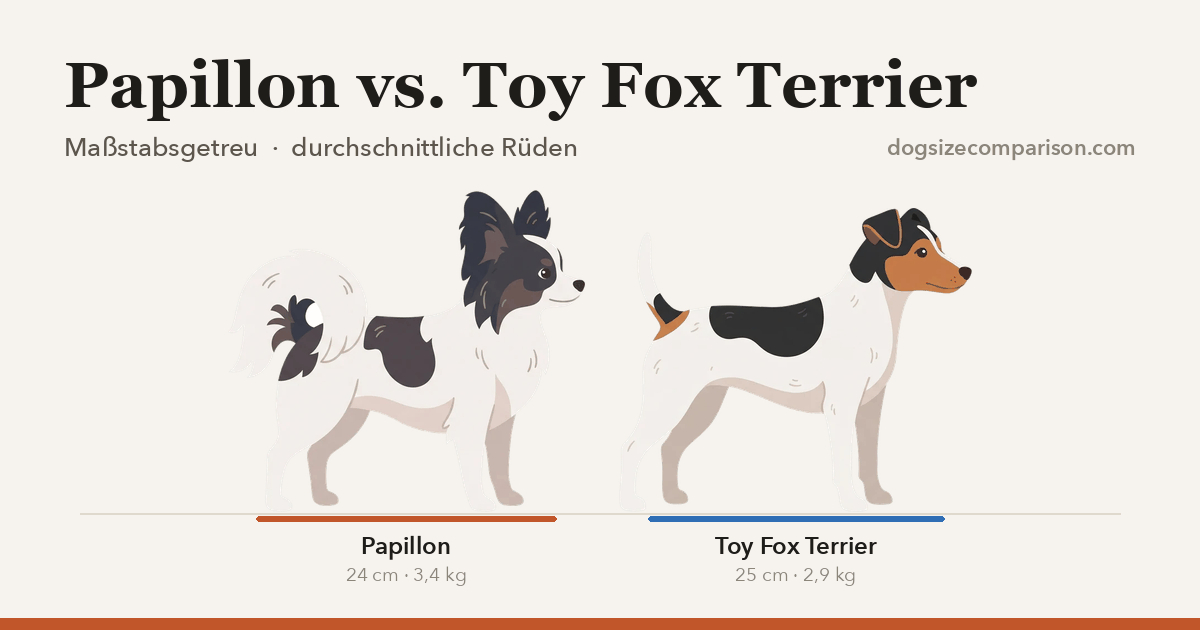 Papillon vs. Toy Fox Terrier
Maßstabsgetreu · durchschnittliche Rüden
dogsizecomparison.com
Papillon
24 cm · 3,4 kg
Toy Fox Terrier
25 cm · 2,9 kg